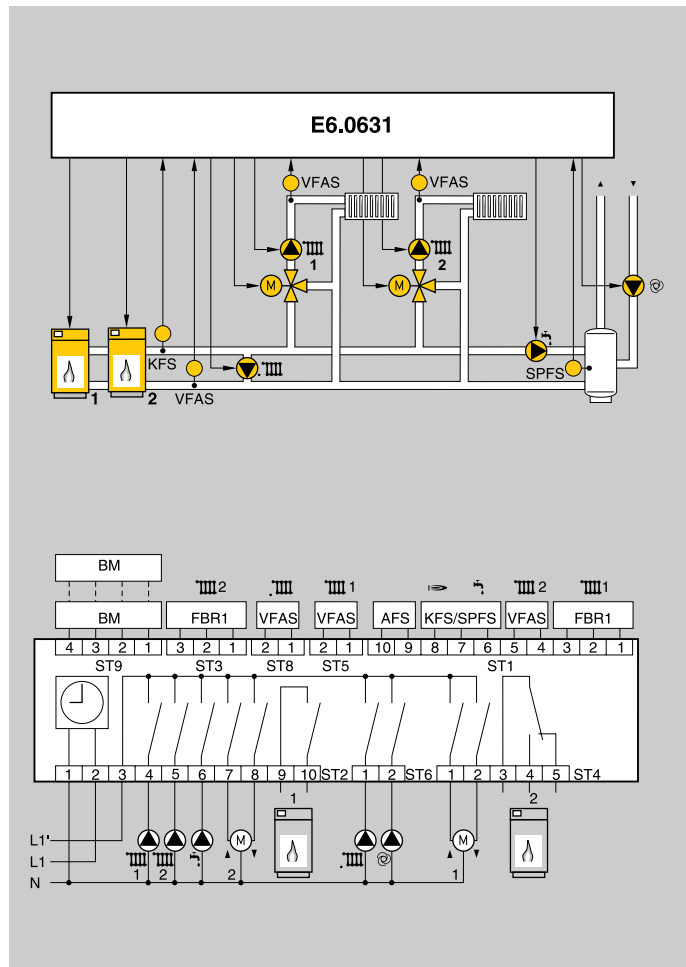 E6.0631
VFAS VFAS
1 2
M M
KFS SPFS
1 2 VFAS
BM 2 1 2 1
BM FBR1 VFAS VFAS AFS KFS/SPFS VFAS FBR1
4 3 2 1 3 2 1 2 1 2 1 10 9 8 7 6 5 4 3 2 1
ST9 ST3 ST8 ST5 ST1
1 2 3 4 5 6 7 8 9 10 ST2 1 2 ST6 1 2 3 4 5 ST4
1 2
L1'
M M
L1
1 2 2 1
N